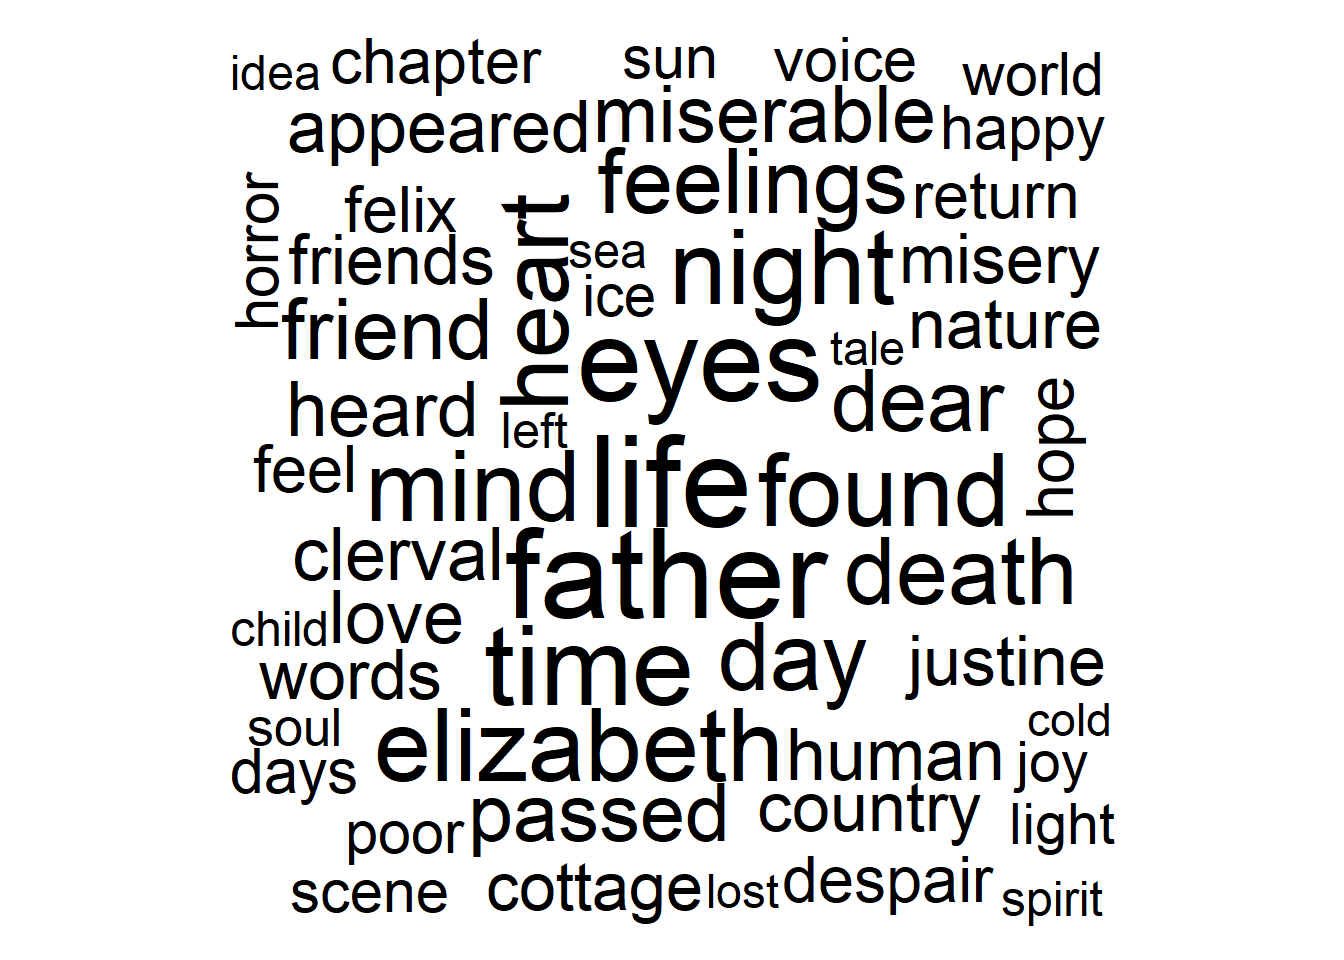 idea chapter sun voice world
appeared miserable happy
horror felix heart feelings return
friends sea night misery
friend ice eyes tale nature
heard left dear hope
feel mind life found
clerval father death
child love time day justine
words
soul elizabeth human cold
days joy
poor passed country light
scene cottage lost despair spirit